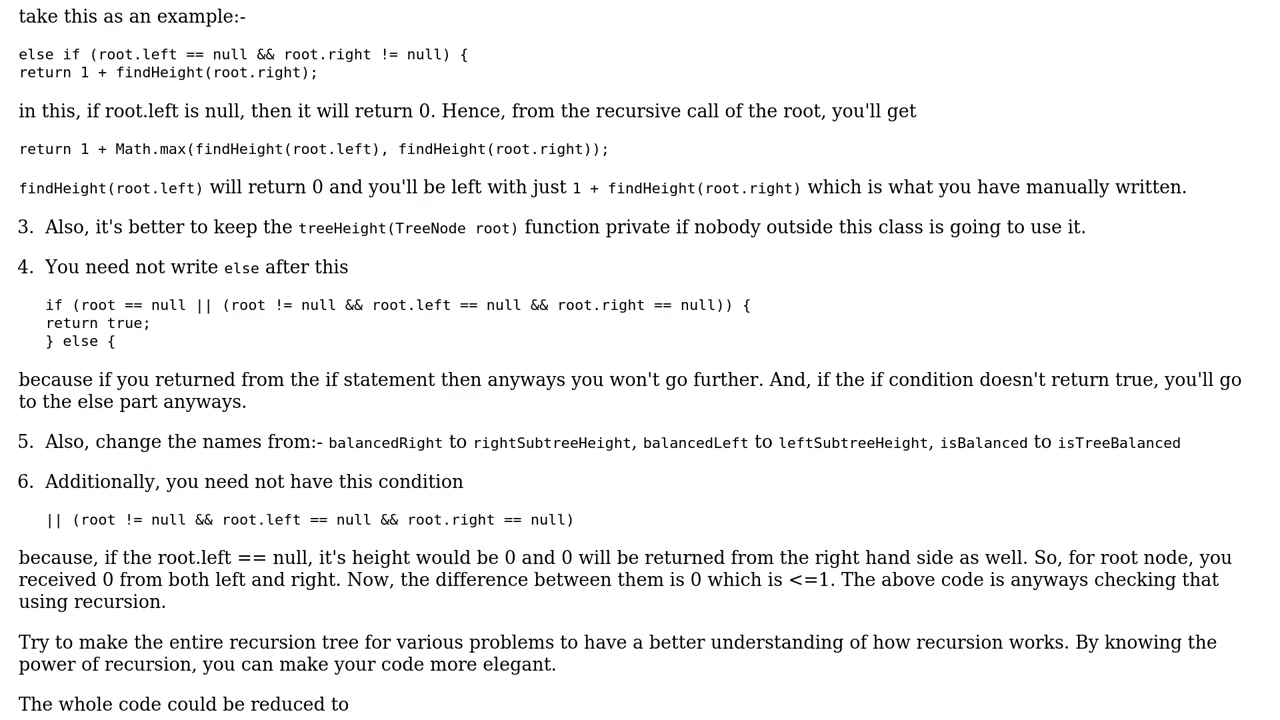 take this as an example:-
else if (root.left == null && root.right != null) {
return 1 + findHeight(root.right);
in this, if root.left is null, then it will return 0. Hence, from the recursive call of the root, you'll get
return 1 + Math.max(findHeight(root.left), findHeight(root.right));
findHeight(root.left) will return 0 and you'll be left with just 1 + findHeight(root.right) which is what you have manually written.
3. Also, it's better to keep the treeHeight(TreeNode root) function private if nobody outside this class is going to use it.
4. You need not write else after this
if (root == null || (root != null && root.left == null && root.right == null)) {
return true;
} else {
because if you returned from the if statement then anyways you won't go further. And, if the if condition doesn't return true, you'll go
to the else part anyways.
5. Also, change the names from:- balancedRight to rightSubtreeHeight, balancedLeft to leftSubtreeHeight, isBalanced to isTreeBalanced
6. Additionally, you need not have this condition
|| (root != null && root.left == null && root.right == null)
because, if the root.left == null, it's height would be 0 and 0 will be returned from the right hand side as well. So, for root node, you
received 0 from both left and right. Now, the difference between them is 0 which is <=1. The above code is anyways checking that
using recursion.
Try to make the entire recursion tree for various problems to have a better understanding of how recursion works. By knowing the
power of recursion, you can make your code more elegant.
The whole code could be reduced to